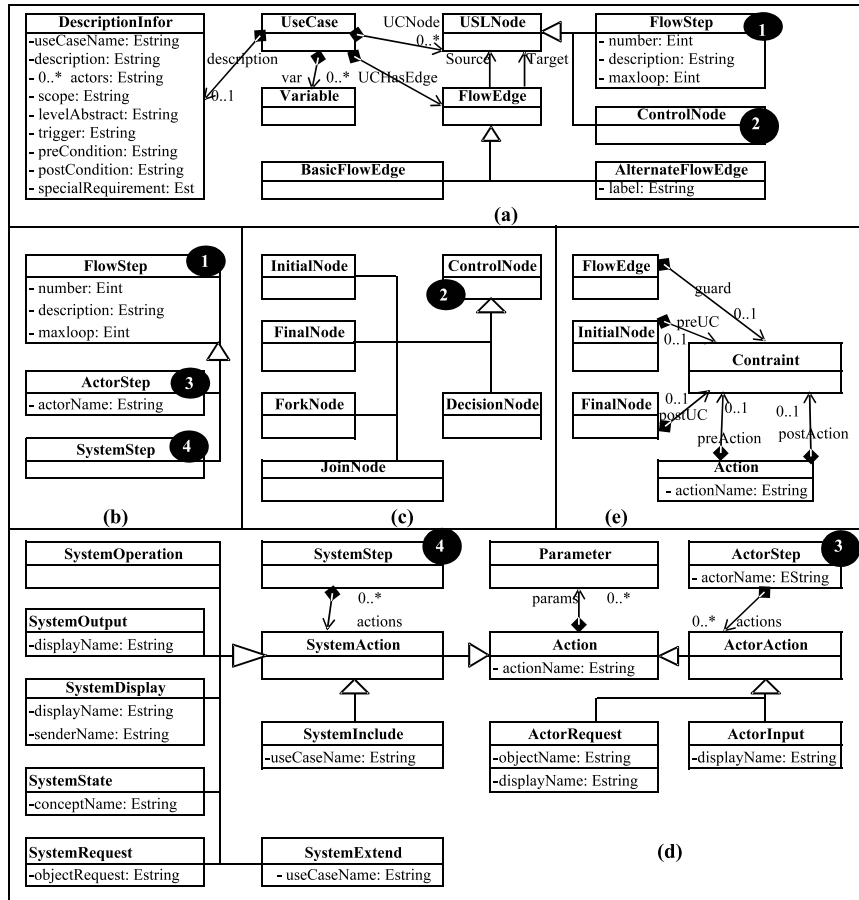 DescriptionInfor
-useCaseName: Estring
-description: Estring
- 0..* actors: Estring
- scope: Estring
- levelAbstract: Estring
- trigger: Estring
- preCondition: Estring
- postCondition: Estring
- specialRequirement: Est
description
0..1
UseCase
var
0..*
Variable
UCNode
0..*
UCHasEdge
USLNode
Source
Target
FlowEdge
FlowStep
1
- number: Eint
- description: Estring
- maxloop: Eint
ControlNode
2
BasicFlowEdge
AlternateFlowEdge
- label: Estring
(a)
FlowStep
1
- number: Eint
- description: Estring
- maxloop: Eint
ActorStep
3
- actorName: Estring
SystemStep
4
(b)
InitialNode
ControlNode
2
FinalNode
ForkNode
DecisionNode
JoinNode
(c)
FlowEdge
guard
0..1
InitialNode
preUC
0..1
Contraint
FinalNode
0..1
postUC
0..1
preAction
0..1
postAction
Action
- actionName: Estring
(e)
SystemOperation
SystemOutput
-displayName: Estring
SystemDisplay
-displayName: Estring
-senderName: Estring
SystemState
-conceptName: Estring
SystemRequest
-objectRequest: Estring
SystemStep
4
0..*
actions
SystemAction
SystemInclude
-useCaseName: Estring
SystemExtend
- useCaseName: Estring
Parameter
params
0..*
Action
- actionName: Estring
ActorStep
3
- actorName: EString
0..*
actions
ActorAction
ActorRequest
-objectName: Estring
-displayName: Estring
ActorInput
-displayName: Estring
(d)